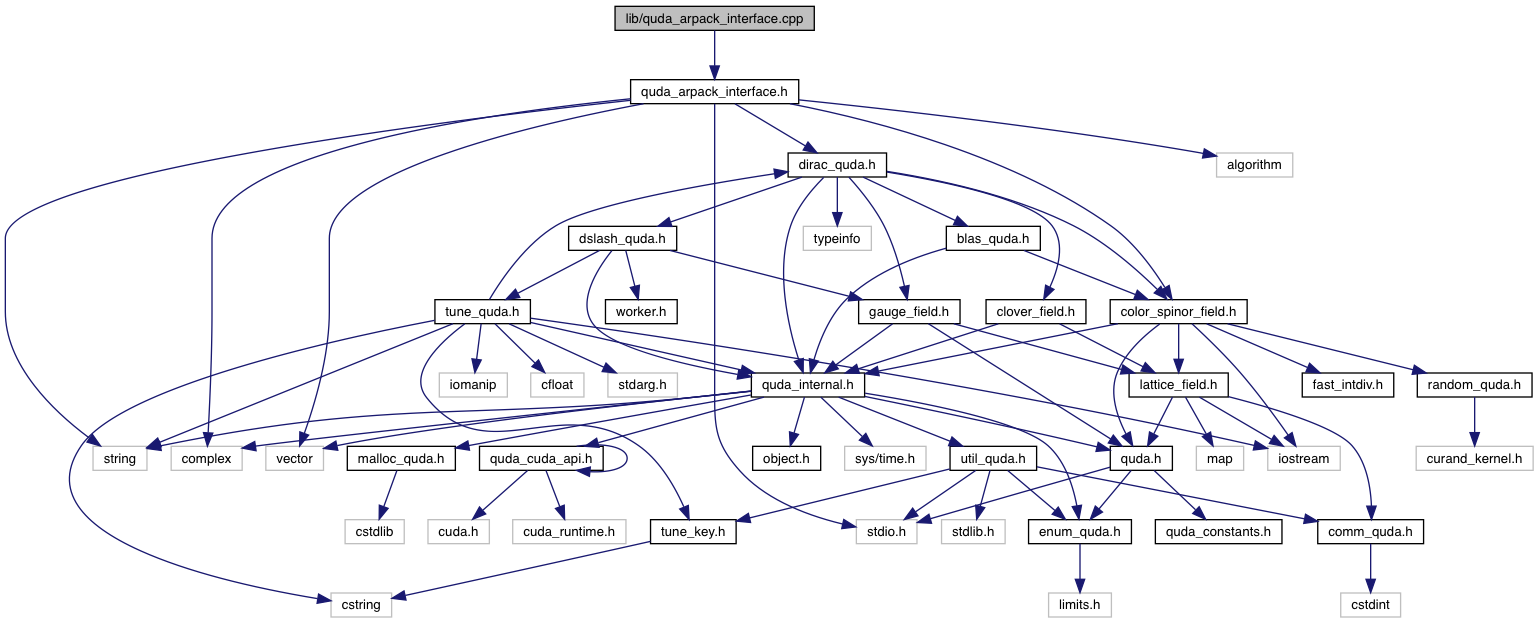 lib/quda_arpack_interface.cpp
quda_arpack_interface.h
dirac_quda.h
algorithm
dslash_quda.h
typeinfo
blas_quda.h
tune_quda.h
worker.h
gauge_field.h
clover_field.h
color_spinor_field.h
iomanip
cfloat
stdarg.h
quda_internal.h
lattice_field.h
fast_intdiv.h
random_quda.h
string
complex
vector
malloc_quda.h
quda_cuda_api.h
object.h
sys/time.h
util_quda.h
quda.h
map
iostream
curand_kernel.h
cstdlib
cuda.h
cuda_runtime.h
tune_key.h
stdio.h
stdlib.h
enum_quda.h
quda_constants.h
comm_quda.h
cstring
limits.h
cstdint